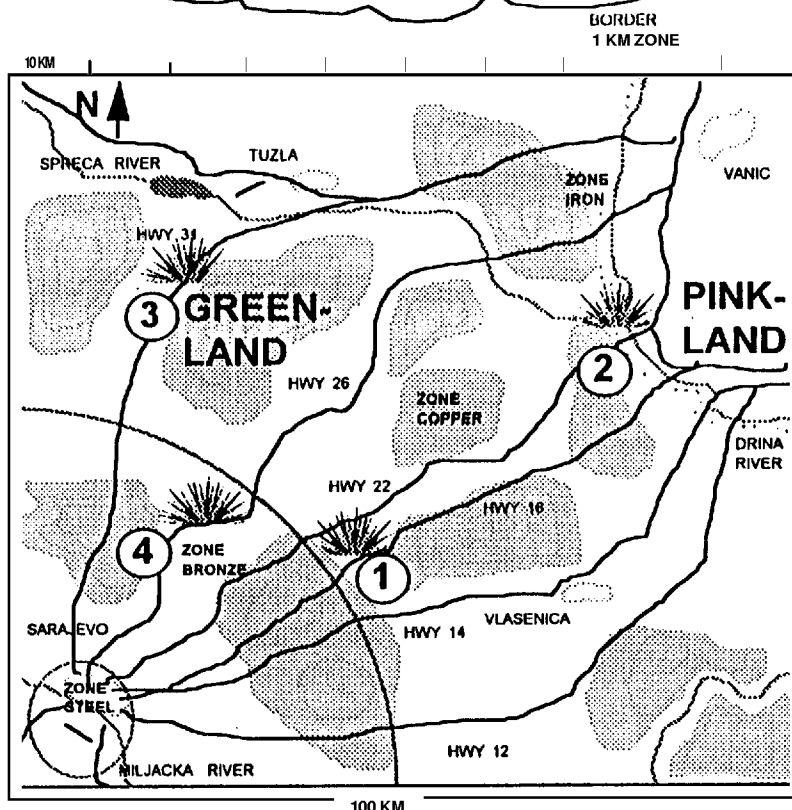 BORDER
1 KM ZONE
10 KM
N
SPRECA RIVER
TUZLA
ZONE
IRON
VANIC
HWY 31
3
GREEN-
LAND
PINK-
LAND
2
HWY 26
ZONE
COPPER
DRINA
RIVER
HWY 22
HWY 16
4
ZONE
BRONZE
1
SARAJEVO
VLASENICA
HWY 14
ZONE
STEEL
HWY 12
MILJACKA RIVER
100 KM